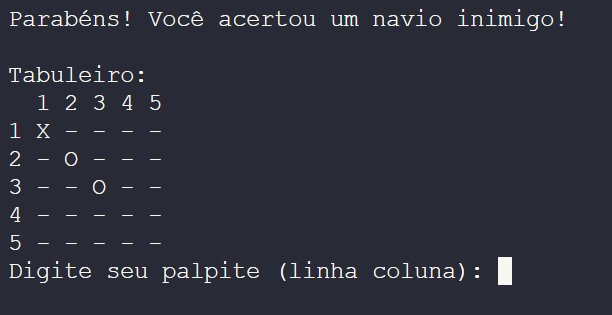 Parabéns! Você acertou um navio inimigo!
Tabuleiro:
  1 2 3 4 5
1 X - - - -
2 - O - - -
3 - - O - -
4 - - - - -
5 - - - - -
Digite seu palpite (linha coluna):